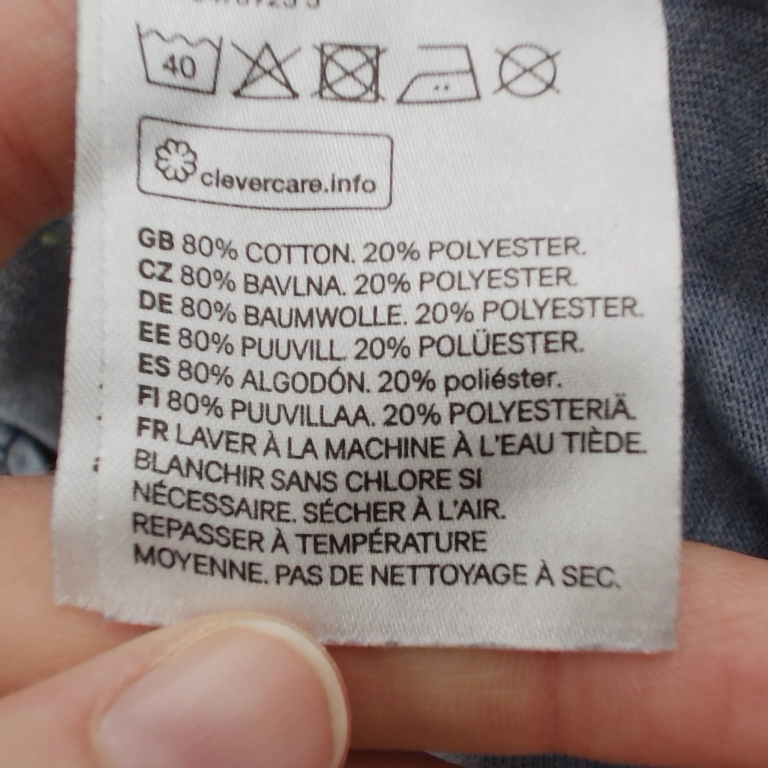 40
clevercare.info
GB 80% COTTON. 20% POLYESTER.
CZ 80% BAVLNA. 20% POLYESTER.
DE 80% BAUMWOLLE. 20% POLYESTER.
EE 80% PUUVILL. 20% POLÜESTER.
ES 80% ALGODÓN. 20% poliéster.
FI 80% PUUVILLAA. 20% POLYESTERIÄ.
FR LAVER À LA MACHINE À L'EAU TIÈDE.
BLANCHIR SANS CHLORE SI
NÉCESSAIRE. SÉCHER À L'AIR.
REPASSER À TEMPÉRATURE
MOYENNE. PAS DE NETTOYAGE À SEC.